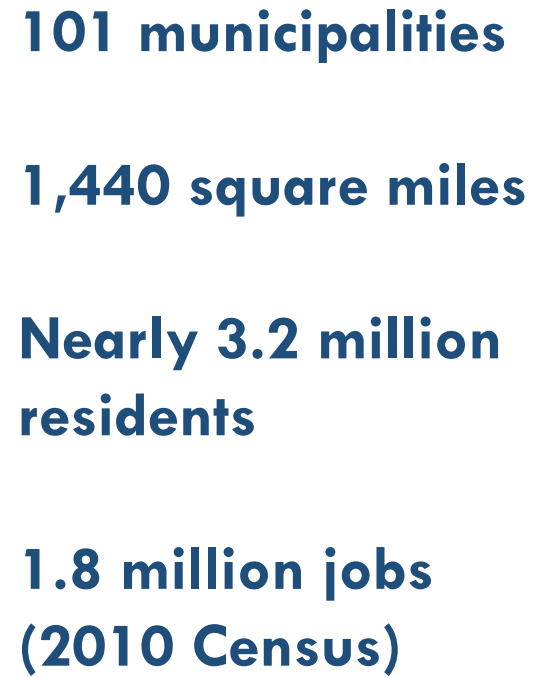 101 municipalities
1,440 square miles
Nearly 3.2 million
residents
1.8 million jobs
(2010 Census)